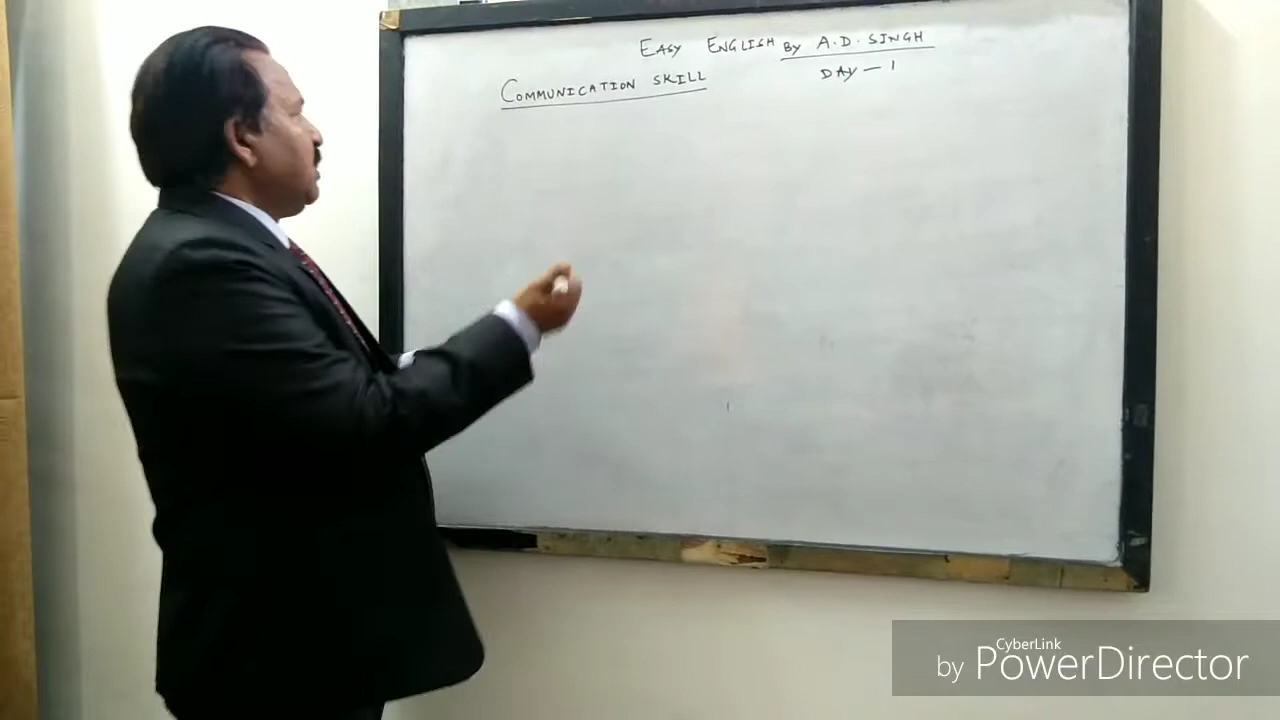 EASY ENGLISH BY A.D. SINGH
DAY - 1
COMMUNICATION SKILL
CyberLink
by PowerDirector